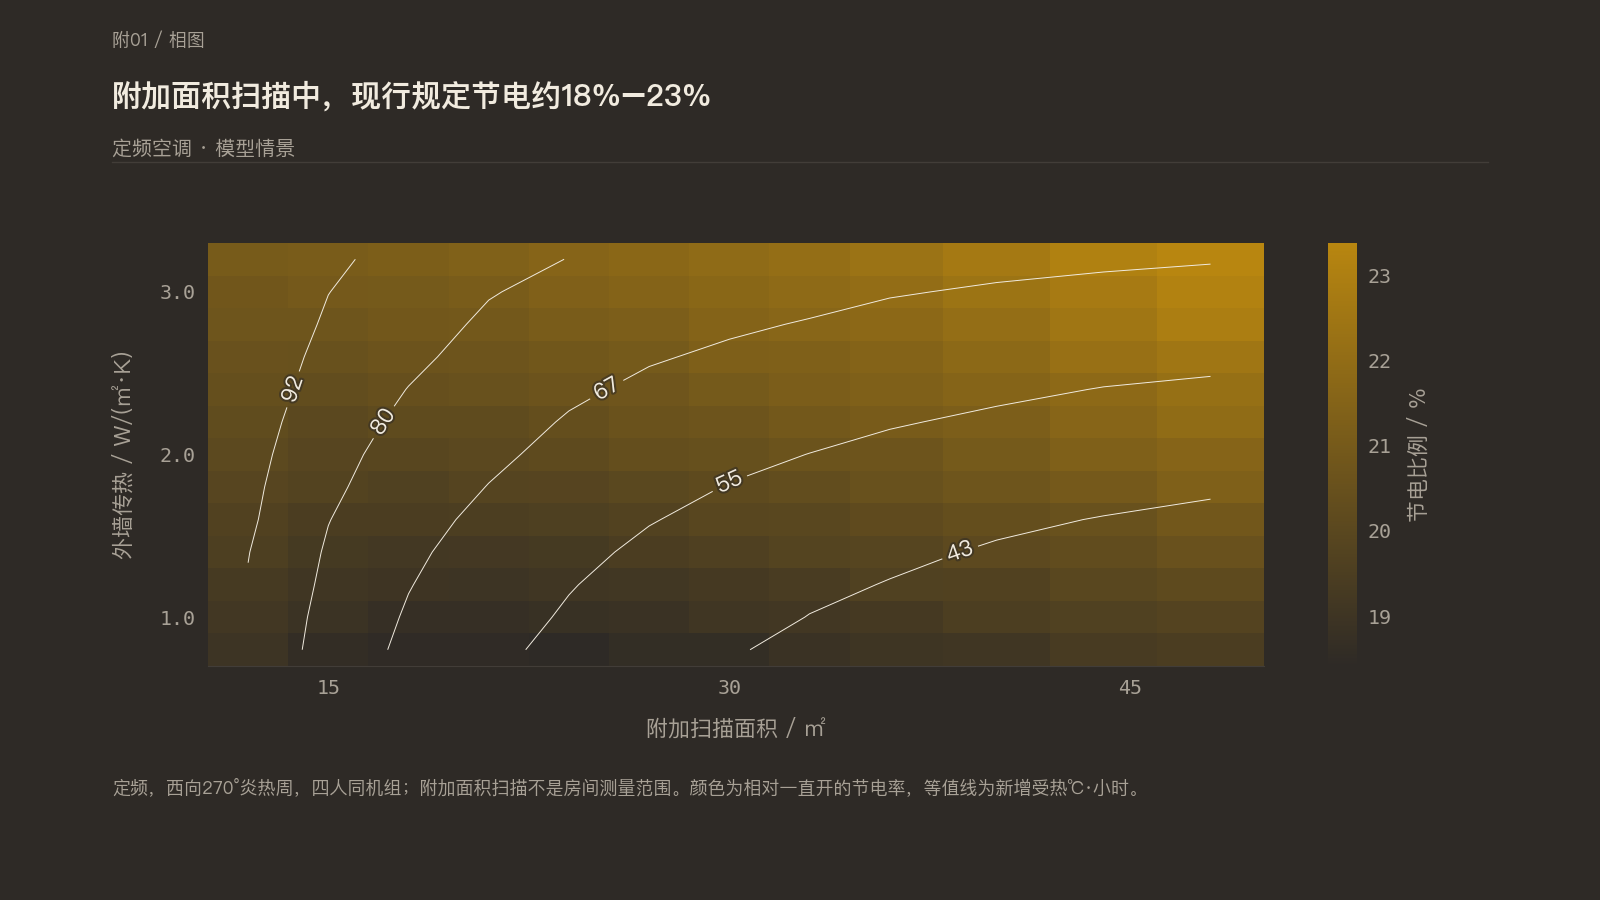 附01 / 相图
附加面积扫描中，现行规定节电约18%—23%
定频空调 · 模型情景
外墙传热 / W/(㎡·K)
3.0
2.0
1.0
92
80
67
55
43
15
30
45
附加扫描面积 / ㎡
23
22
21
20
19
节电比例 / %
定频，西向270°炎热周，四人同机组；附加面积扫描不是房间测量范围。颜色为相对一直开的节电率，等值线为新增受热℃·小时。